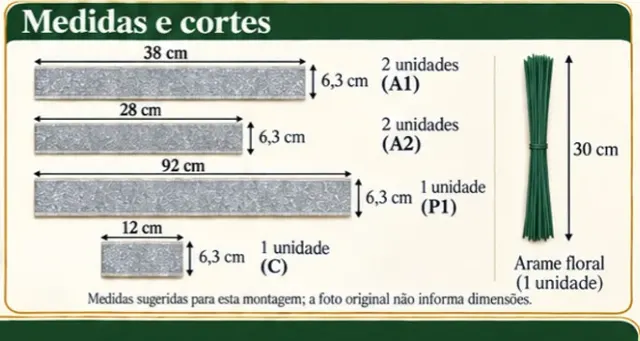 Medidas e cortes
38 cm
6,3 cm
2 unidades
(A1)
28 cm
6,3 cm
2 unidades
(A2)
92 cm
6,3 cm
1 unidade
(P1)
12 cm
6,3 cm
1 unidade
(C)
30 cm
Arame floral
(1 unidade)
Medidas sugeridas para esta montagem; a foto original não informa dimensões.